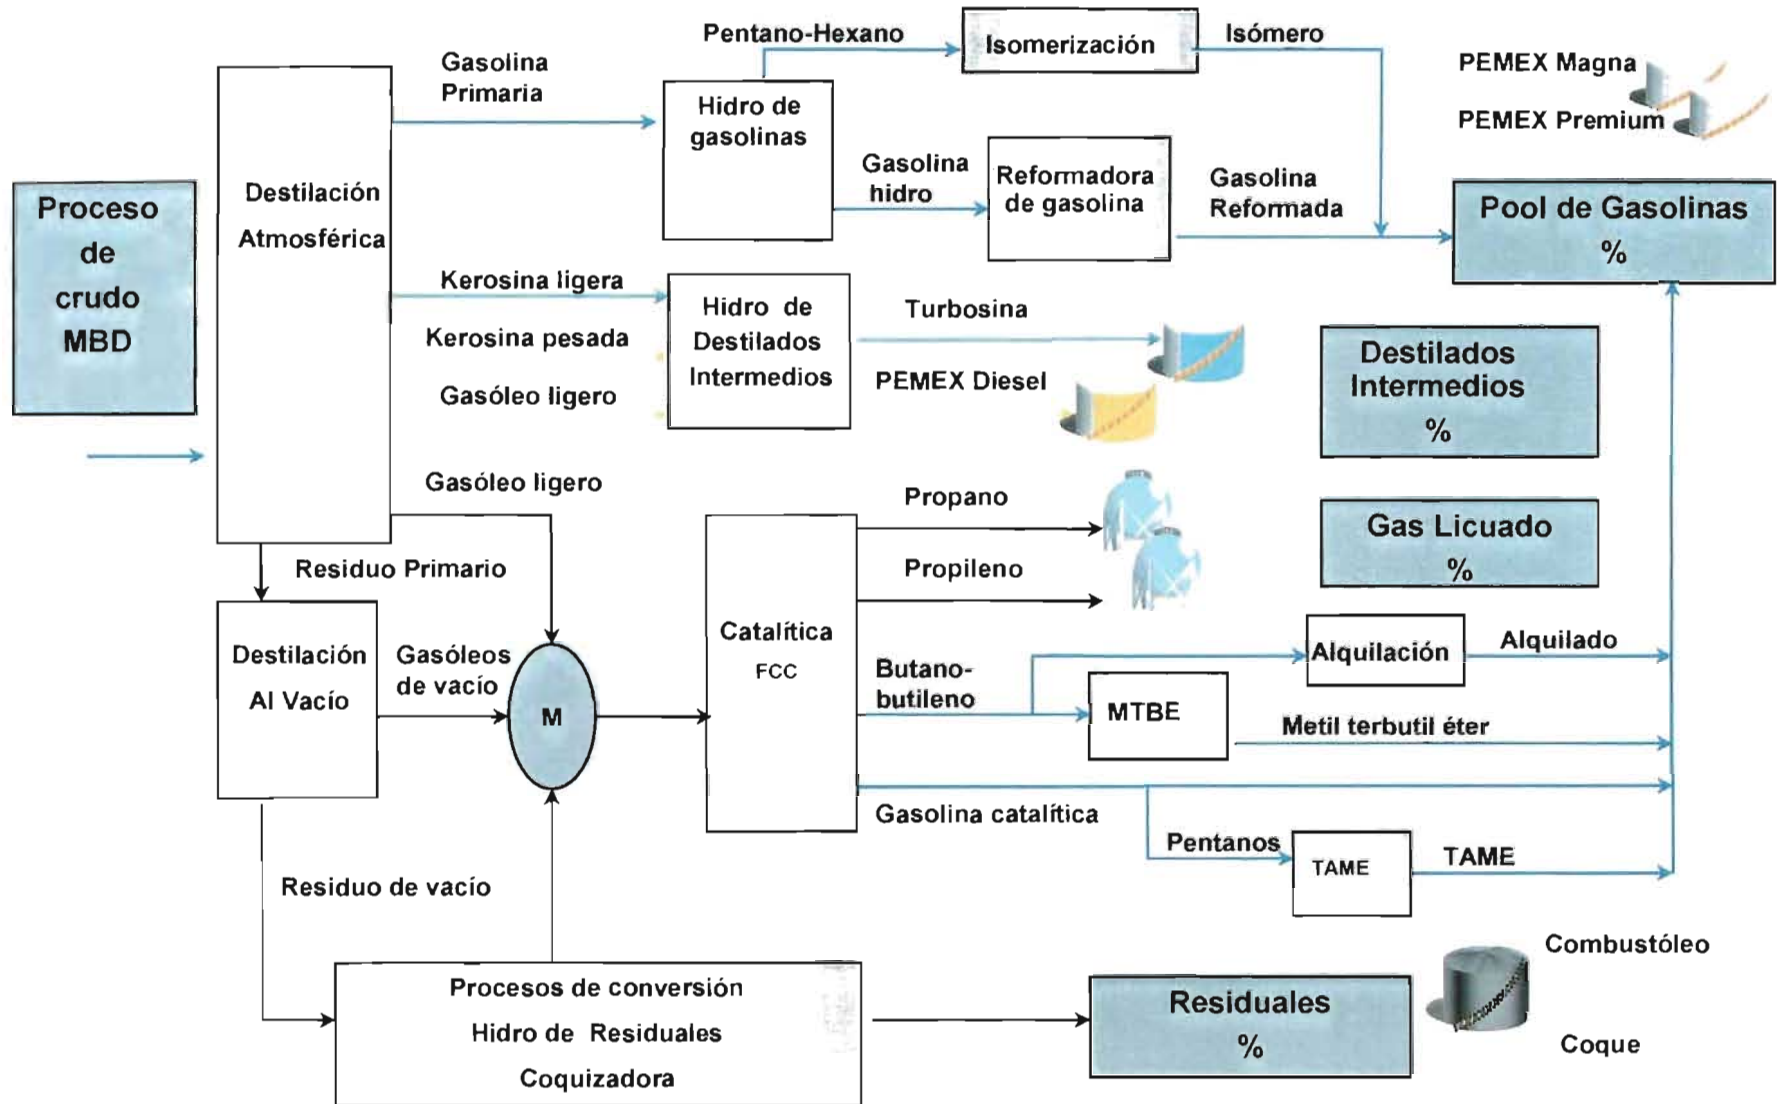 Pentano-Hexano
Isomerización
Isómero
Gasolina
Primaria
PEMEX Magna
PEMEX Premium
Hidro de
gasolinas
Gasolina
hidro
Reformadora
de gasolina
Gasolina
Reformada
Pool de Gasolinas
%
Proceso
de
crudo
MBD
Destilación
Atmosférica
Kerosina ligera
Kerosina pesada
Gasóleo ligero
Hidro de
Destilados
Intermedios
Turbosina
PEMEX Diesel
Destilados
Intermedios
%
Gasóleo ligero
Residuo Primario
Propano
Propileno
Gas Licuado
%
Destilación
Al Vacío
Gasóleos
de vacío
M
Catalítica
FCC
Butano-
butileno
Alquilación
Alquilado
MTBE
Metil terbutil éter
Gasolina catalítica
Pentanos
TAME
TAME
Residuo de vacío
Procesos de conversión
Hidro de Residuales
Coquizadora
Residuales
%
Combustóleo
Coque